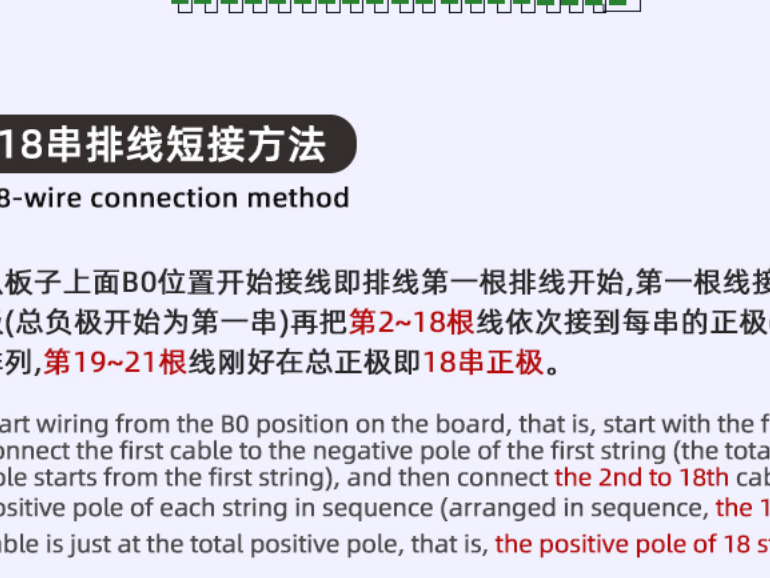 18串排线短接方法
8-wire connection method
板子上面B0位置开始接线即排线第一根排线开始,第一根线接
(总负极开始为第一串)再把第2~18根线依次接到每串的正极
列,第19~21根线刚好在总正极即18串正极。
art wiring from the B0 position on the board, that is, start with the f
onnect the first cable to the negative pole of the first string (the tota
ole starts from the first string), and then connect the 2nd to 18th cab
ositive pole of each string in sequence (arranged in sequence, the 1
ble is just at the total positive pole, that is, the positive pole of 18 s